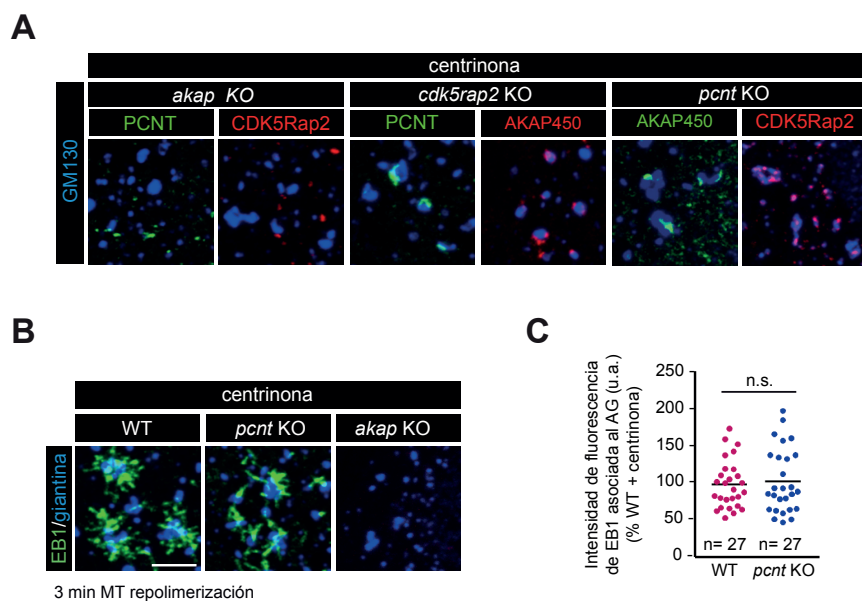 A
centrinona
akap KO
cdk5rap2 KO
pcnt KO
PCNT
CDK5Rap2
PCNT
AKAP450
AKAP450
CDK5Rap2
GM130
B
centrinona
WT
pcnt KO
akap KO
EB1/giantina
3 min MT repolimerización
C
Intensidad de fluorescencia
de EB1 asociada al AG (u.a.)
(% WT + centrinona)
250
200
150
100
50
0
n.s.
n= 27
n= 27
WT
pcnt KO